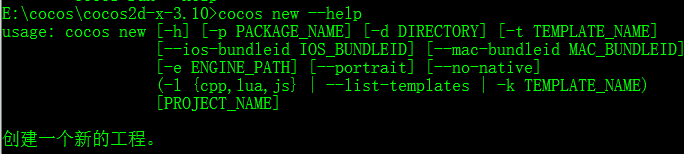 E:\cocos\cocos2d-x-3.10>cocos new --help
usage: cocos new [-h] [-p PACKAGE_NAME] [-d DIRECTORY] [-t TEMPLATE_NAME]
[--ios-bundleid IOS_BUNDLEID] [--mac-bundleid MAC_BUNDLEID]
[-e ENGINE_PATH] [--portrait] [--no-native]
(-l {cpp,lua,js} | --list-templates | -k TEMPLATE_NAME)
[PROJECT_NAME]
创建一个新的工程。